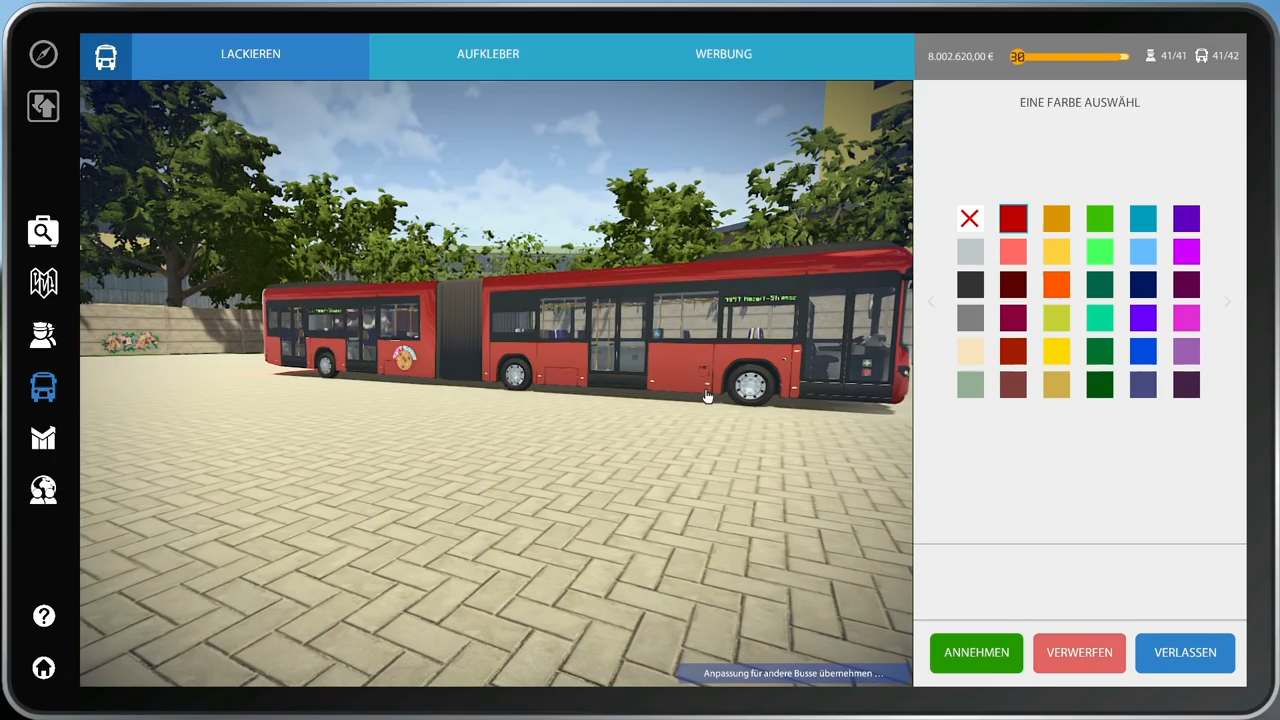 LACKIEREN
AUFKLEBER
WERBUNG
8.002.620,00 €
30
41/41
41/42
EINE FARBE AUSWÄHL
ANNEHMEN
VERWERFEN
VERLASSEN
Anpassung für andere Busse übernehmen ...